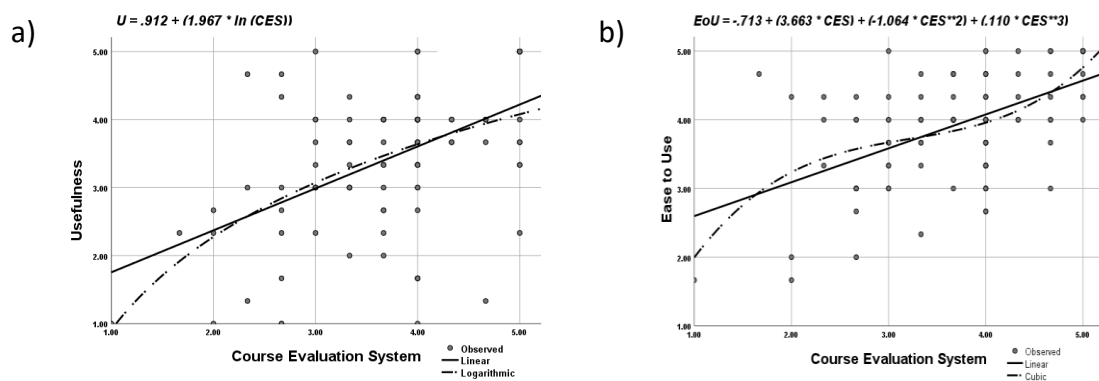 a)
U = .912 + (1.967 * ln (CES))
5.00
4.00
3.00
2.00
1.00
Usefulness
1.00 2.00 3.00 4.00 5.00
Course Evaluation System
Observed
Linear
Logarithmic
b)
EoU = -.713 + (3.663 * CES) + (-1.064 * CES**2) + (.110 * CES**3)
5.00
4.00
3.00
2.00
1.00
Ease to Use
1.00 2.00 3.00 4.00 5.00
Course Evaluation System
Observed
Linear
Cubic